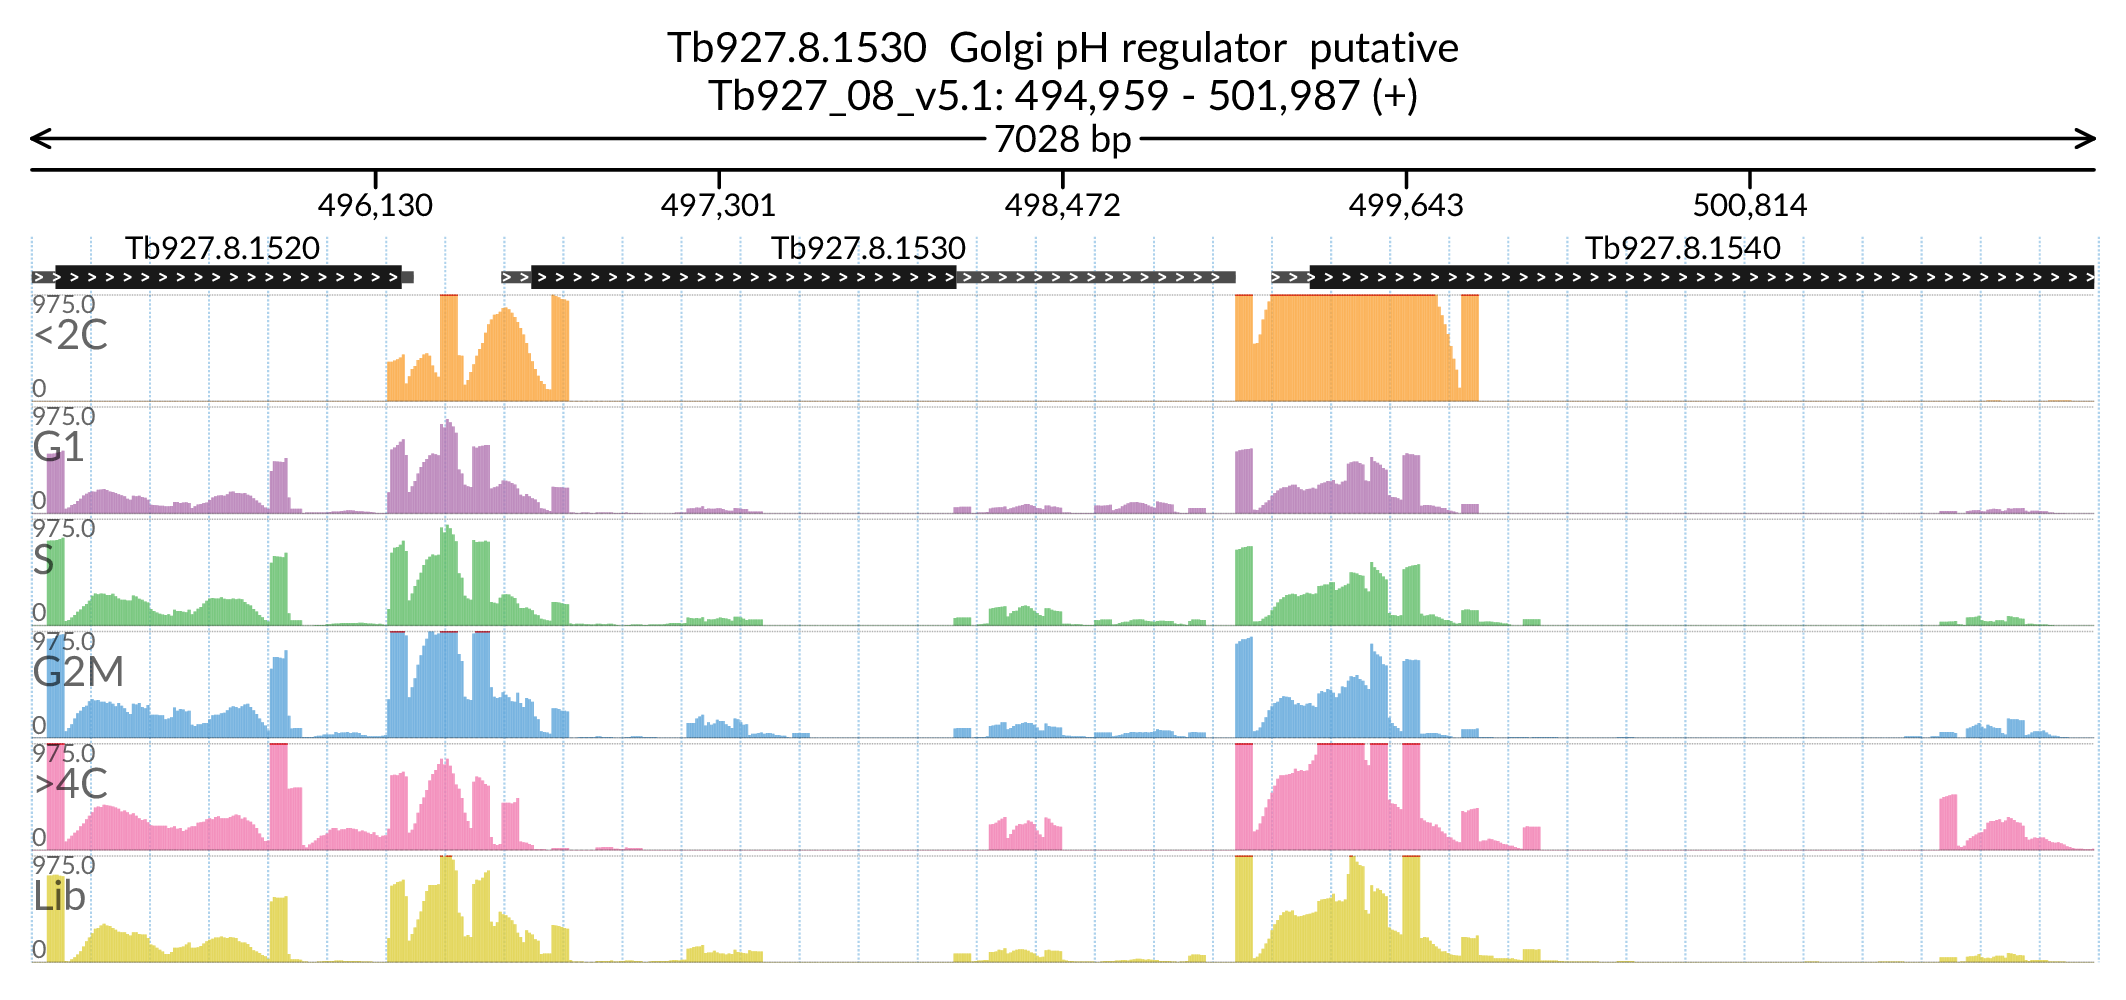 Tb927.8.1530  Golgi pH regulator  putative
Tb927_08_v5.1: 494,959 - 501,987 (+)
7028 bp
496,130 497,301 498,472 499,643 500,814
Tb927.8.1520 Tb927.8.1530 Tb927.8.1540
975.0
<2C
0
975.0
G1
0
975.0
S
0
975.0
G2M
0
975.0
>4C
0
975.0
Lib
0